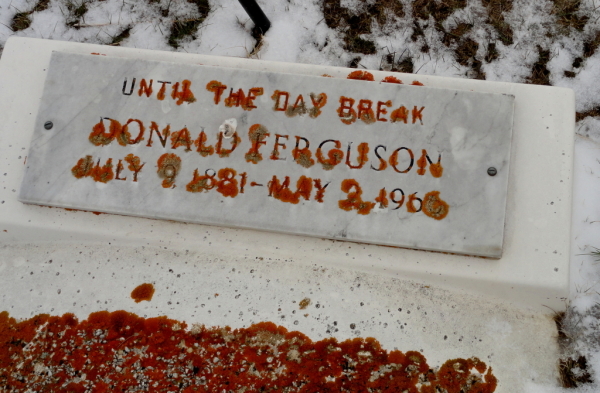 UNTIL THE DAY BREAK
DONALD FERGUSON
JULY 9 1881-MAY 2, 1966